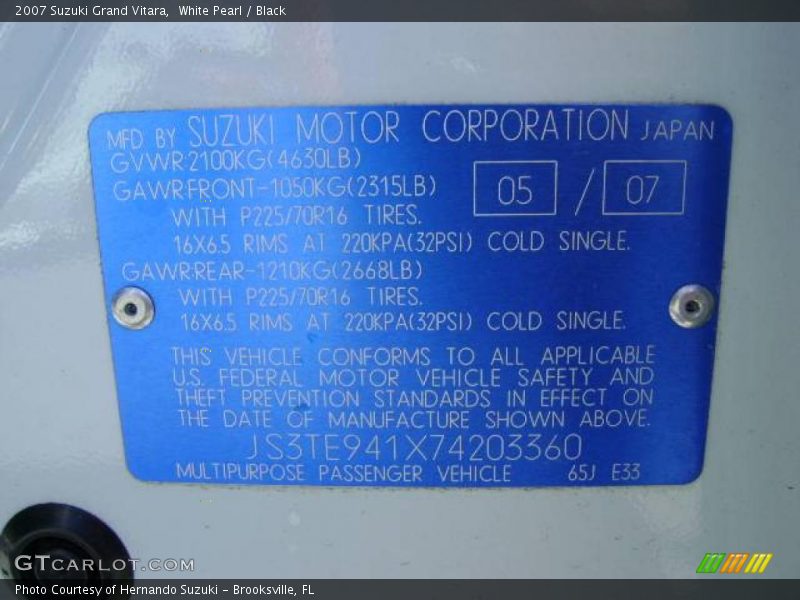 2007 Suzuki Grand Vitara,  White Pearl / Black
MFD BY SUZUKI MOTOR CORPORATION JAPAN
GVWR-2100KG(4630LB)
GAWR-FRONT-1050KG(2315LB)
05 / 07
WITH P225/70R16 TIRES.
16X6.5 RIMS AT 220KPA(32PSI) COLD SINGLE.
GAWR-REAR-1210KG(2668LB)
WITH P225/70R16 TIRES.
16X6.5 RIMS AT 220KPA(32PSI) COLD SINGLE.
THIS VEHICLE CONFORMS TO ALL APPLICABLE
U.S. FEDERAL MOTOR VEHICLE SAFETY AND
THEFT PREVENTION STANDARDS IN EFFECT ON
THE DATE OF MANUFACTURE SHOWN ABOVE.
JS3TE941X74203360
MULTIPURPOSE PASSENGER VEHICLE 65J E33
GTCARLOT.COM
Photo Courtesy of Hernando Suzuki - Brooksville, FL